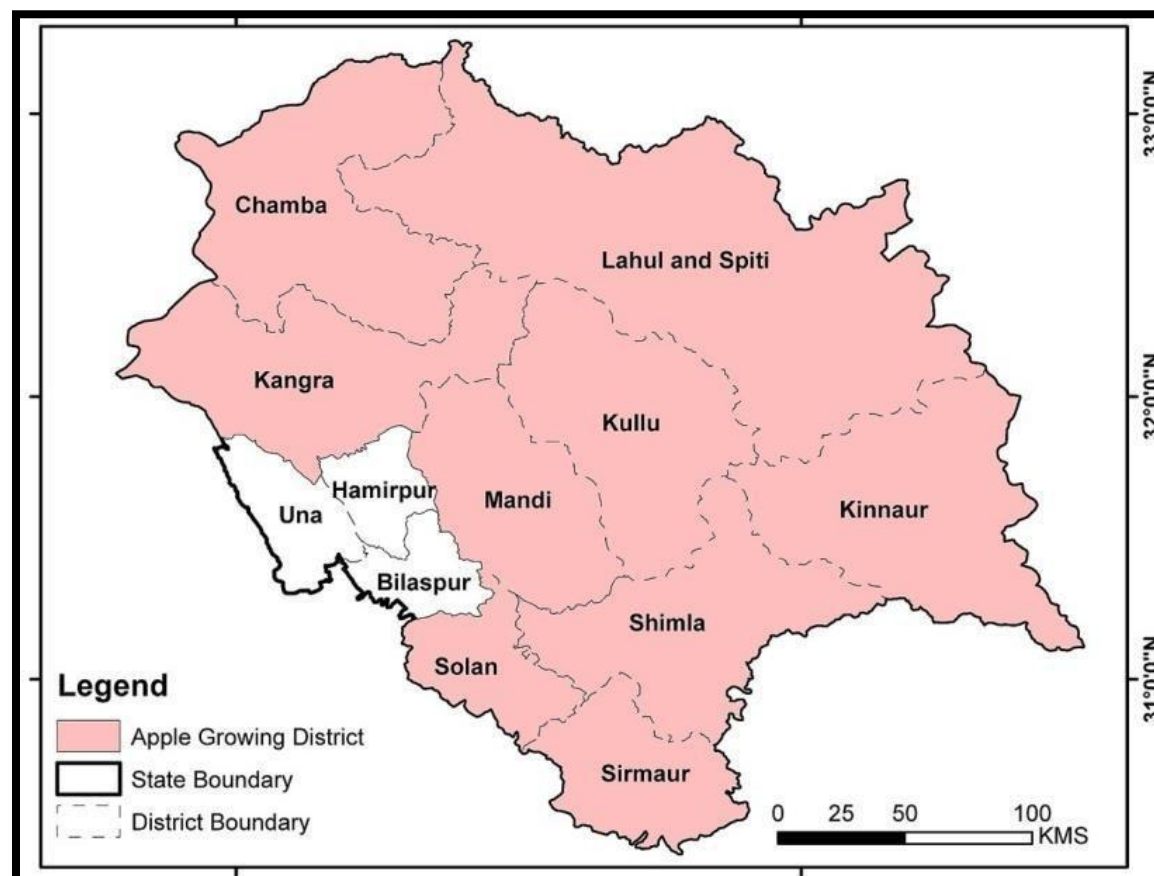 33°0'0"N
Chamba
Lahul and Spiti
Kangra
32°0'0"N
Kullu
Hamirpur
Mandi
Una
Kinnaur
Bilaspur
Shimla
Solan
31°0'0"N
Legend
Apple Growing District
State Boundary
District Boundary
Sirmaur
0 25 50 100
KMS